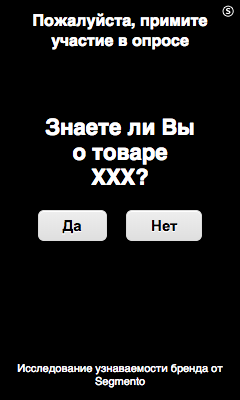 Пожалуйста, примите
участие в опросе
S
Знаете ли Вы
о товаре
XXX?
Да
Нет
Исследование узнаваемости бренда от
Segmento